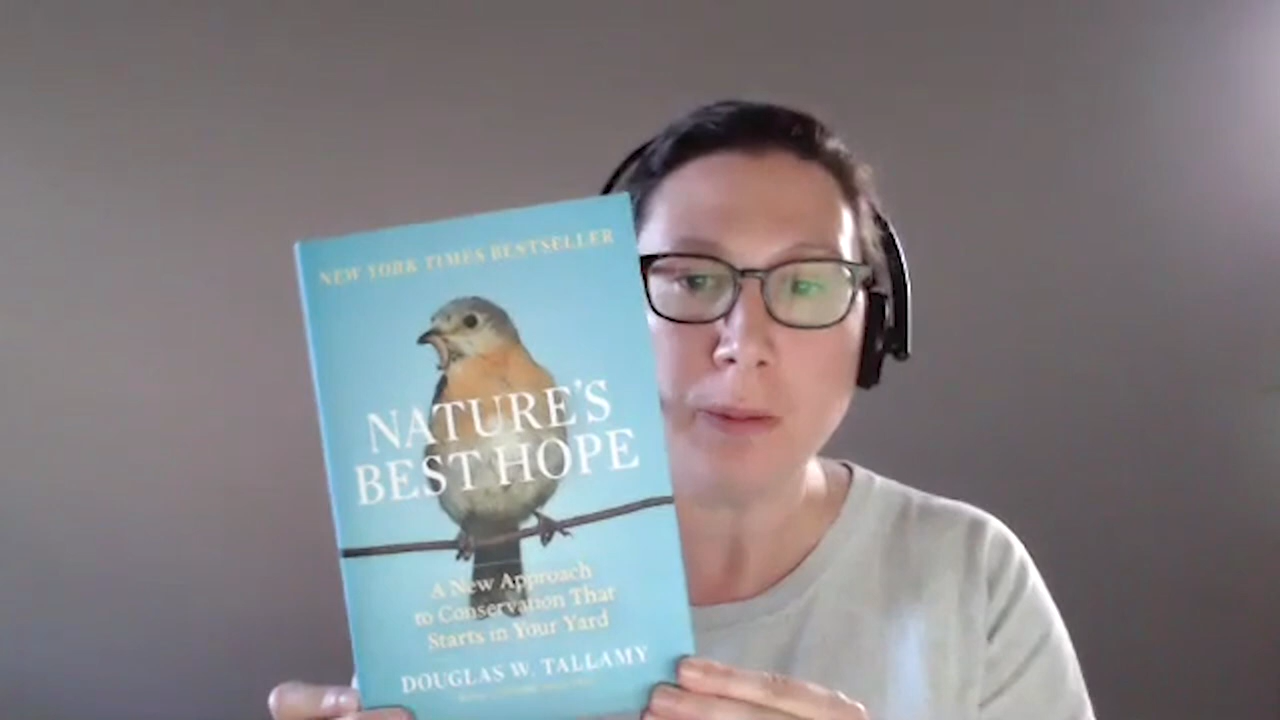 NEW YORK TIMES BESTSELLER
NATURE'S
BEST HOPE
A New Approach
to Conservation That
Starts in Your Yard
DOUGLAS W. TALLAMY